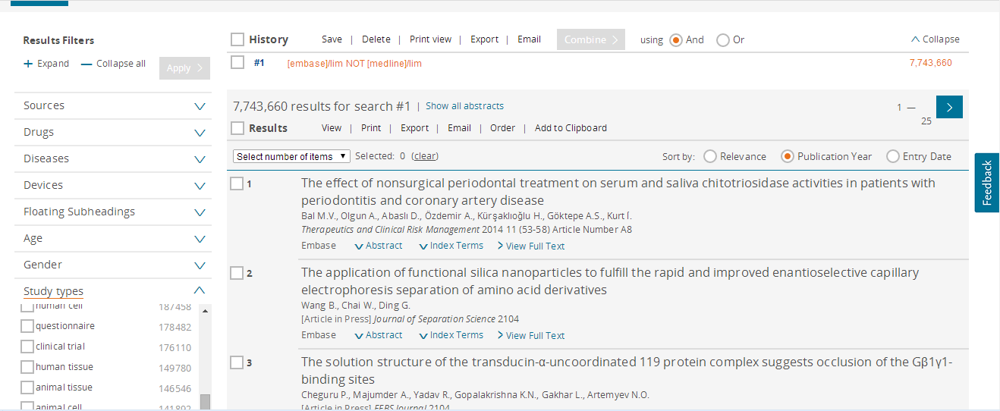 Results Filters
+ Expand — Collapse all Apply
Sources
Drugs
Diseases
Devices
Floating Subheadings
Age
Gender
Study types
human cell 187458
questionnaire 178482
clinical trial 176110
human tissue 149780
animal tissue 146546
animal cell 141892
History Save | Delete | Print view | Export | Email Combine > using And Or Collapse
#1 [embase]/lim NOT [medline]/lim 7,743,660
7,743,660 results for search #1 | Show all abstracts 1 —
25
Results View | Print | Export | Email | Order | Add to Clipboard
Select number of items Selected: 0 (clear) Sort by: Relevance Publication Year Entry Date
1 The effect of nonsurgical periodontal treatment on serum and saliva chitotriosidase activities in patients with
periodontitis and coronary artery disease
Bal M.V., Olgun A., Abaslı D., Özdemir A., Kürşaklıoğlu H., Göktepe A.S., Kurt İ.
Therapeutics and Clinical Risk Management 2014 11 (53-58) Article Number A8
Embase Abstract Index Terms View Full Text
2 The application of functional silica nanoparticles to fulfill the rapid and improved enantioselective capillary
electrophoresis separation of amino acid derivatives
Wang B., Chai W., Ding G.
[Article in Press] Journal of Separation Science 2104
Embase Abstract Index Terms View Full Text
3 The solution structure of the transducin-α-uncoordinated 119 protein complex suggests occlusion of the Gβ1γ1-
binding sites
Cheguru P., Majumder A., Yadav R., Gopalakrishna K.N., Gakhar L., Artemyev N.O.
[Article in Press] FEBS Journal 2104
Feedback